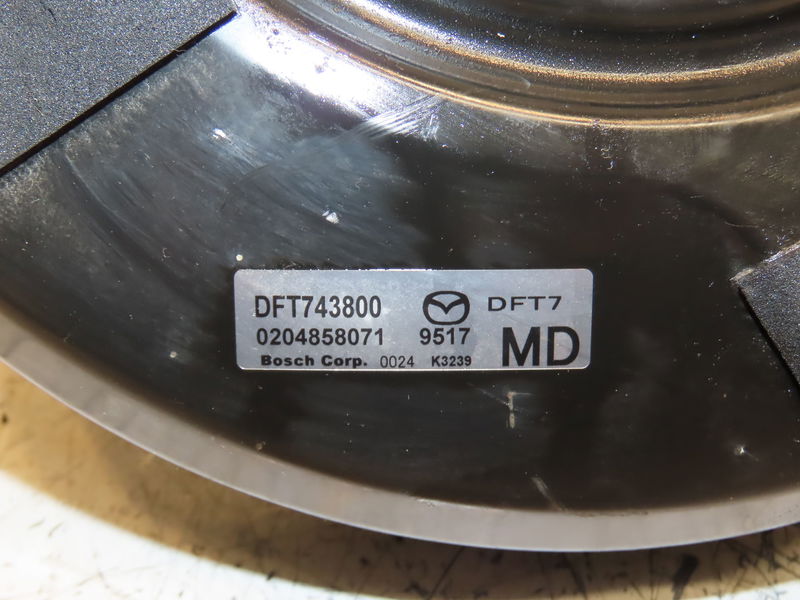 DFT743800 DFT7
0204858071 9517 MD
Bosch Corp. 0024 K3239